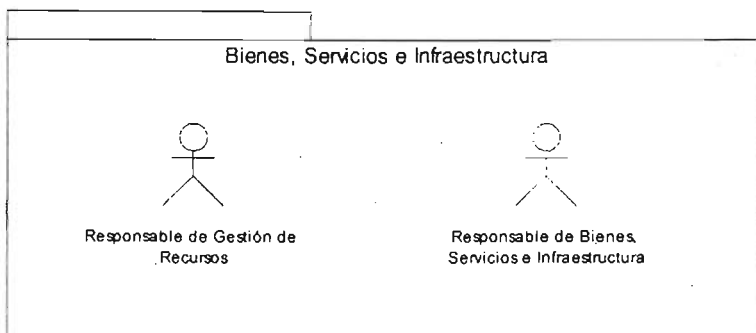 Bienes, Servicios e Infraestructura
Responsable de Gestión de
Recursos
Responsable de Bienes,
Servicios e Infraestructura